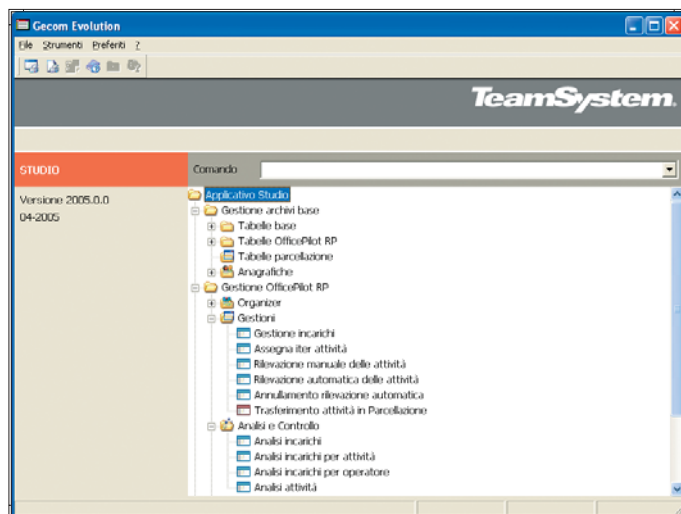 Gecom Evolution
File Strumenti Preferiti ?
TeamSystem.
STUDIO
Comando
Versione 2005.0.0
04-2005
Applicativo Studio
Gestione archivi base
Tabelle base
Tabelle OfficePilot RP
Tabelle parcellazione
Anagrafiche
Gestione OfficePilot RP
Organizer
Gestioni
Gestione incarichi
Assegna iter attività
Rilevazione manuale delle attività
Rilevazione automatica delle attività
Annullamento rilevazione automatica
Trasferimento attività in Parcellazione
Analisi e Controllo
Analisi incarichi
Analisi incarichi per attività
Analisi incarichi per operatore
Analisi attività